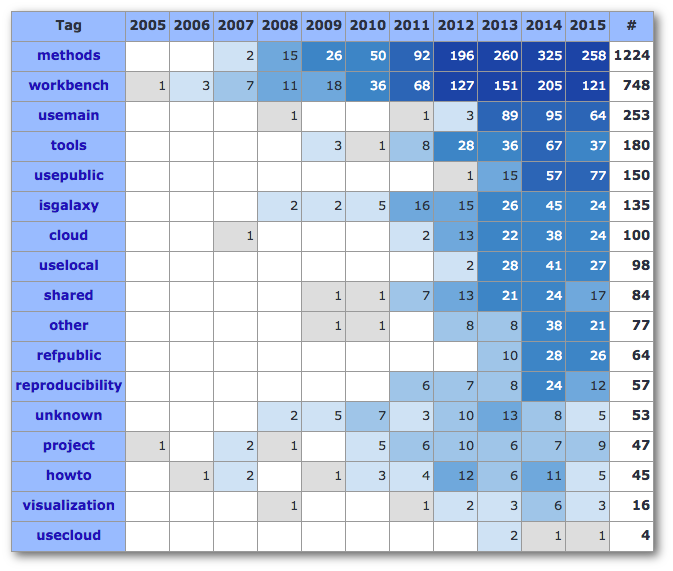 Tag 2005 2006 2007 2008 2009 2010 2011 2012 2013 2014 2015 #
methods 2 15 26 50 92 196 260 325 258 1224
workbench 1 3 7 11 18 36 68 127 151 205 121 748
usemain 1 1 3 89 95 64 253
tools 3 1 8 28 36 67 37 180
usepublic 1 15 57 77 150
isgalaxy 2 2 5 16 15 26 45 24 135
cloud 1 2 13 22 38 24 100
uselocal 2 28 41 27 98
shared 1 1 7 13 21 24 17 84
other 1 1 8 8 38 21 77
refpublic 10 28 26 64
reproducibility 6 7 8 24 12 57
unknown 2 5 7 3 10 13 8 5 53
project 1 2 1 5 6 10 6 7 9 47
howto 1 2 1 3 4 12 6 11 5 45
visualization 1 1 2 3 6 3 16
usecloud 2 1 1 4